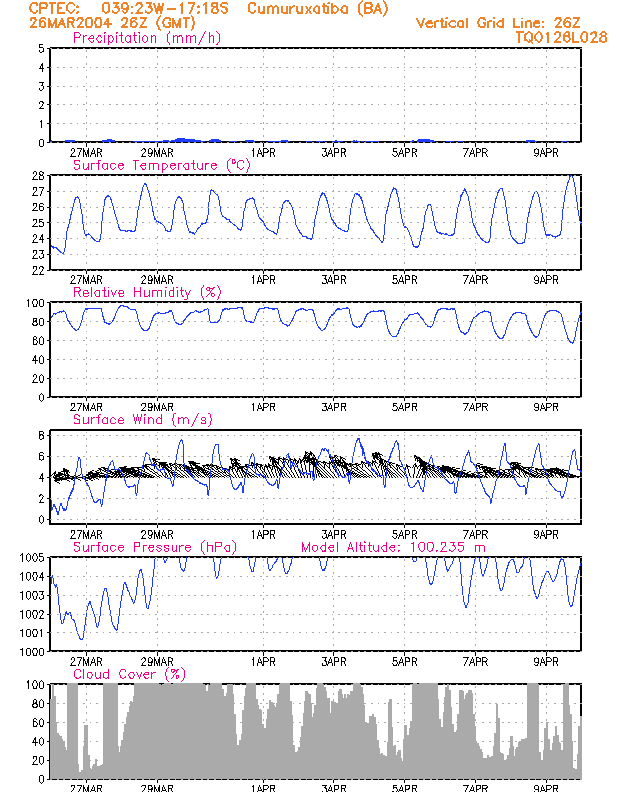 CPTEC: 039:23W-17:18S Cumuruxatiba (BA)
26MAR2004 26Z (GMT) Vertical Grid Line: 26Z
Precipitation (mm/h) TQ0126L028
5
4
3
2
1
0
27MAR 29MAR 1APR 3APR 5APR 7APR 9APR
Surface Temperature (°C)
28
27
26
25
24
23
22
27MAR 29MAR 1APR 3APR 5APR 7APR 9APR
Relative Humidity (%)
100
80
60
40
20
0
27MAR 29MAR 1APR 3APR 5APR 7APR 9APR
Surface Wind (m/s)
8
6
4
2
0
27MAR 29MAR 1APR 3APR 5APR 7APR 9APR
Surface Pressure (hPa) Model Altitude: 100.235 m
1005
1004
1003
1002
1001
1000
27MAR 29MAR 1APR 3APR 5APR 7APR 9APR
Cloud Cover (%)
100
80
60
40
20
0
27MAR 29MAR 1APR 3APR 5APR 7APR 9APR